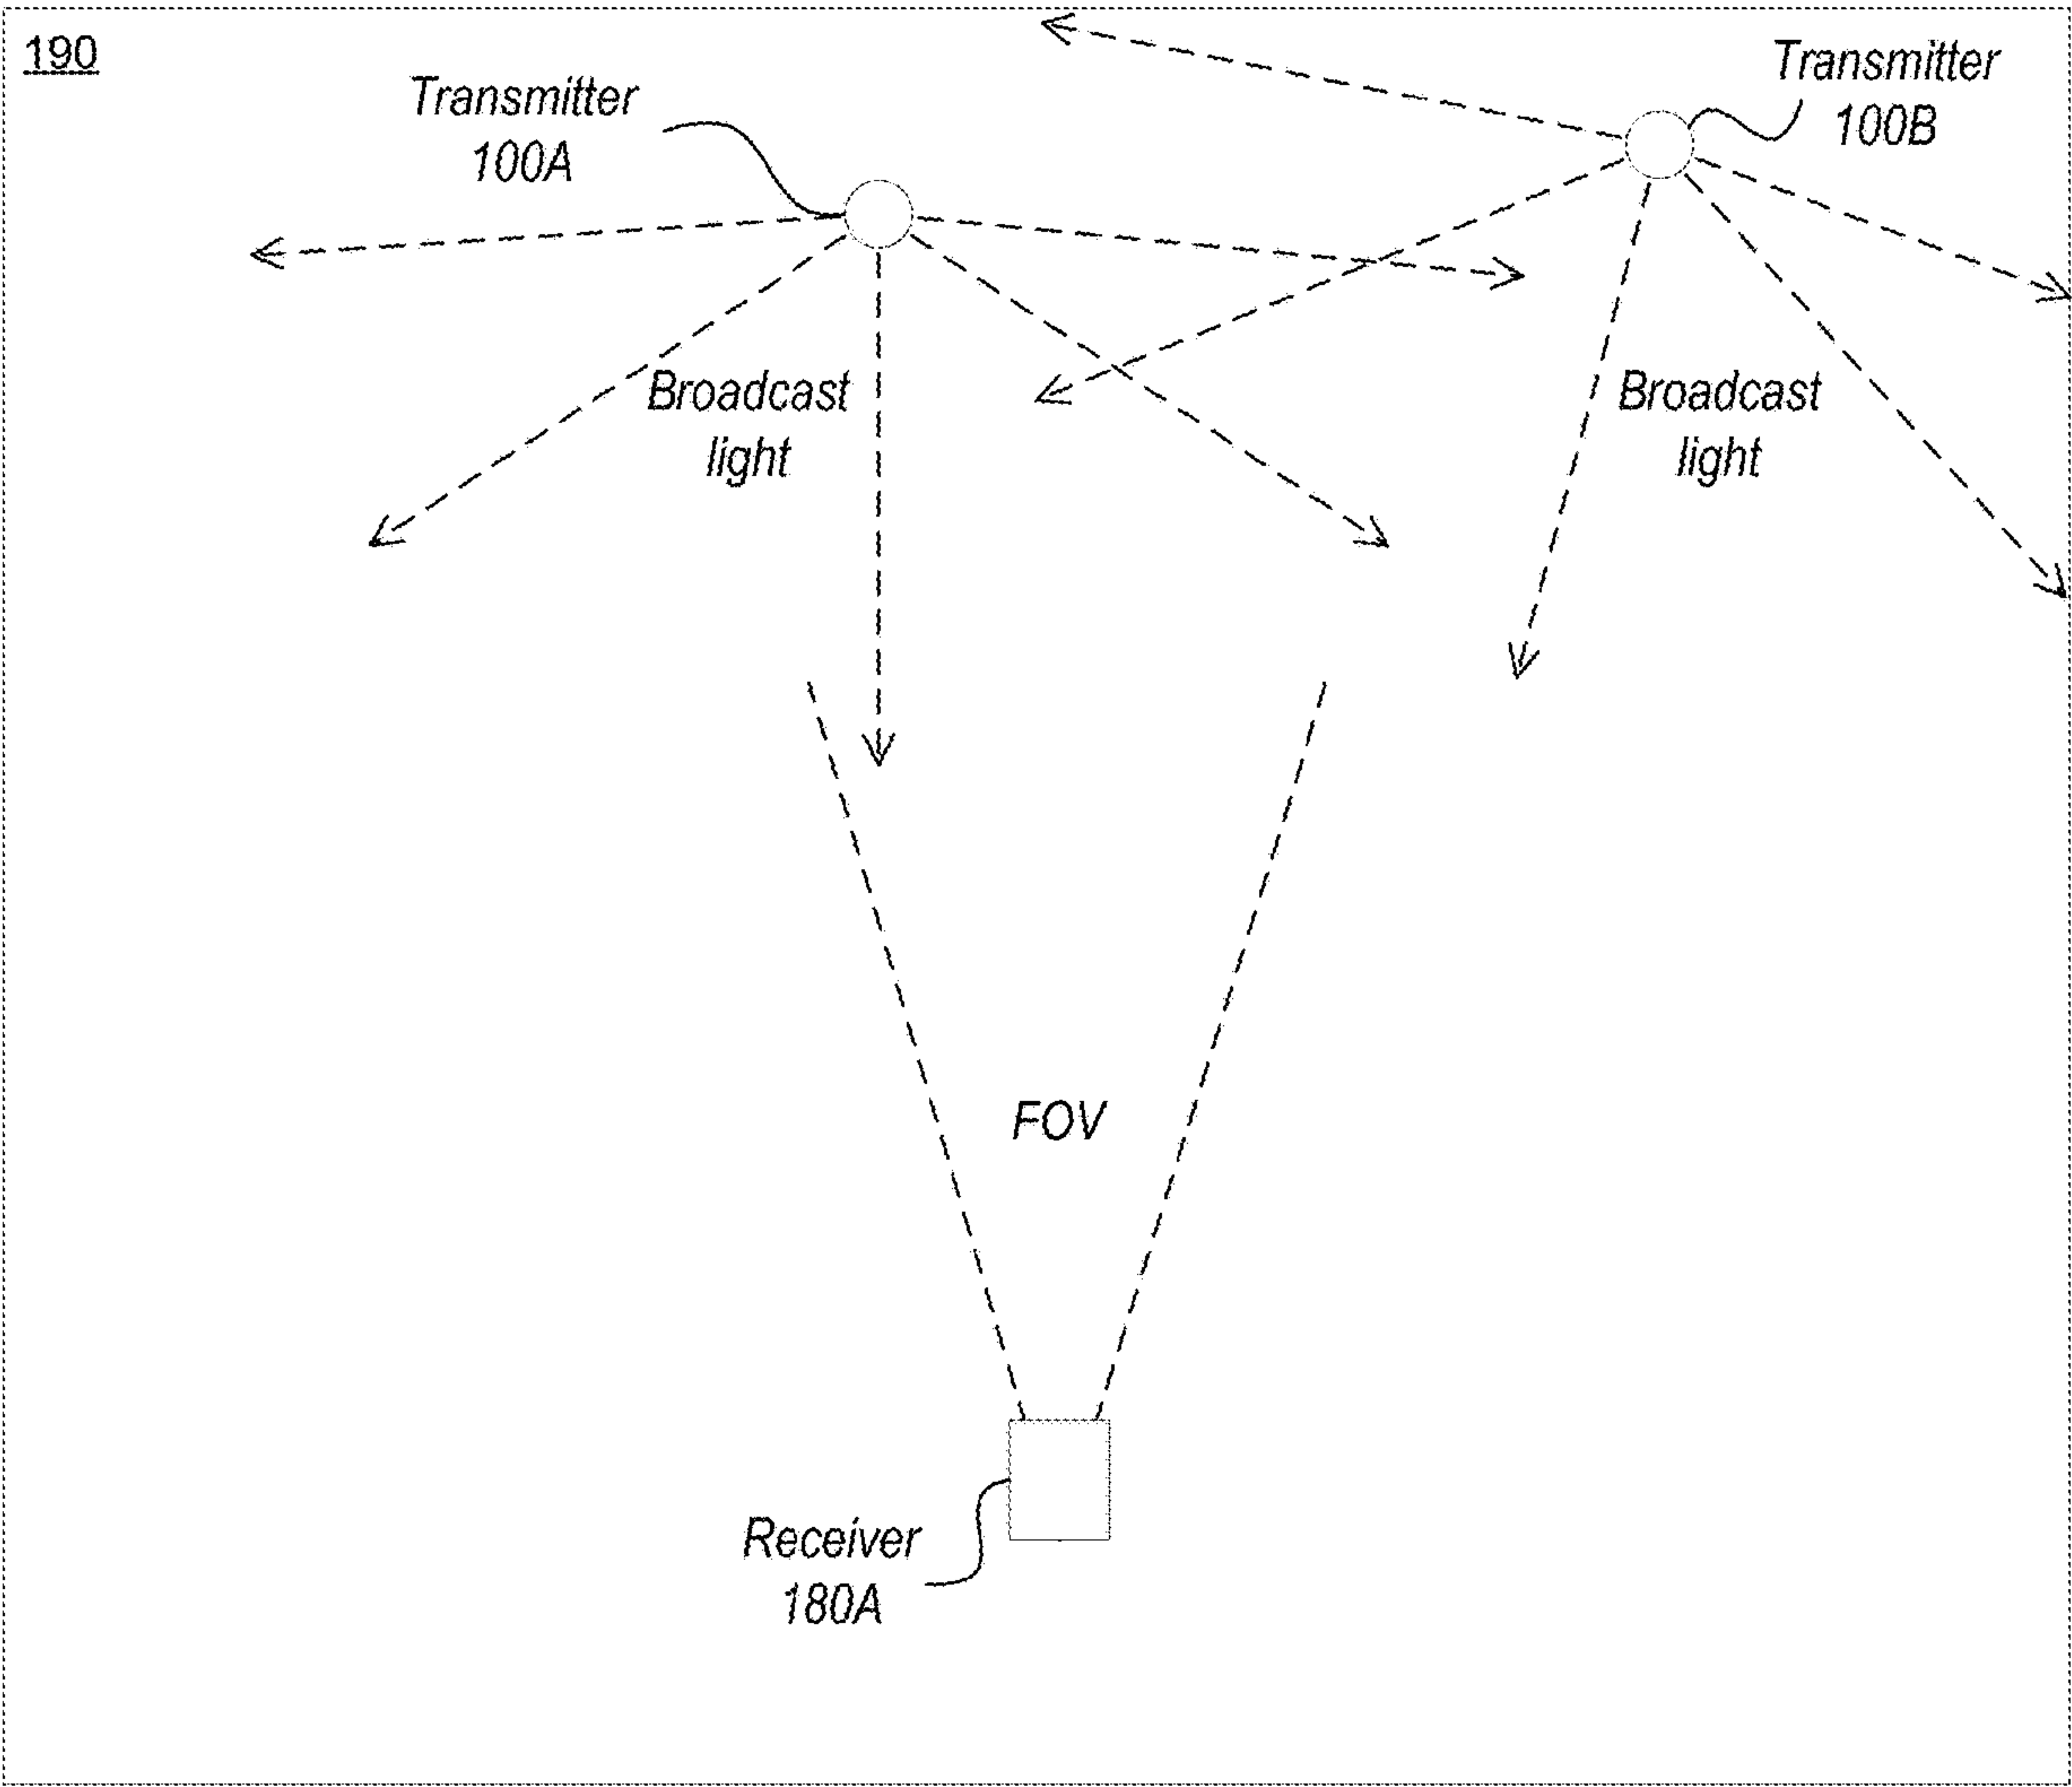 190
Transmitter
100A
Transmitter
100B
Broadcast
light
Broadcast
light
FOV
Receiver
180A